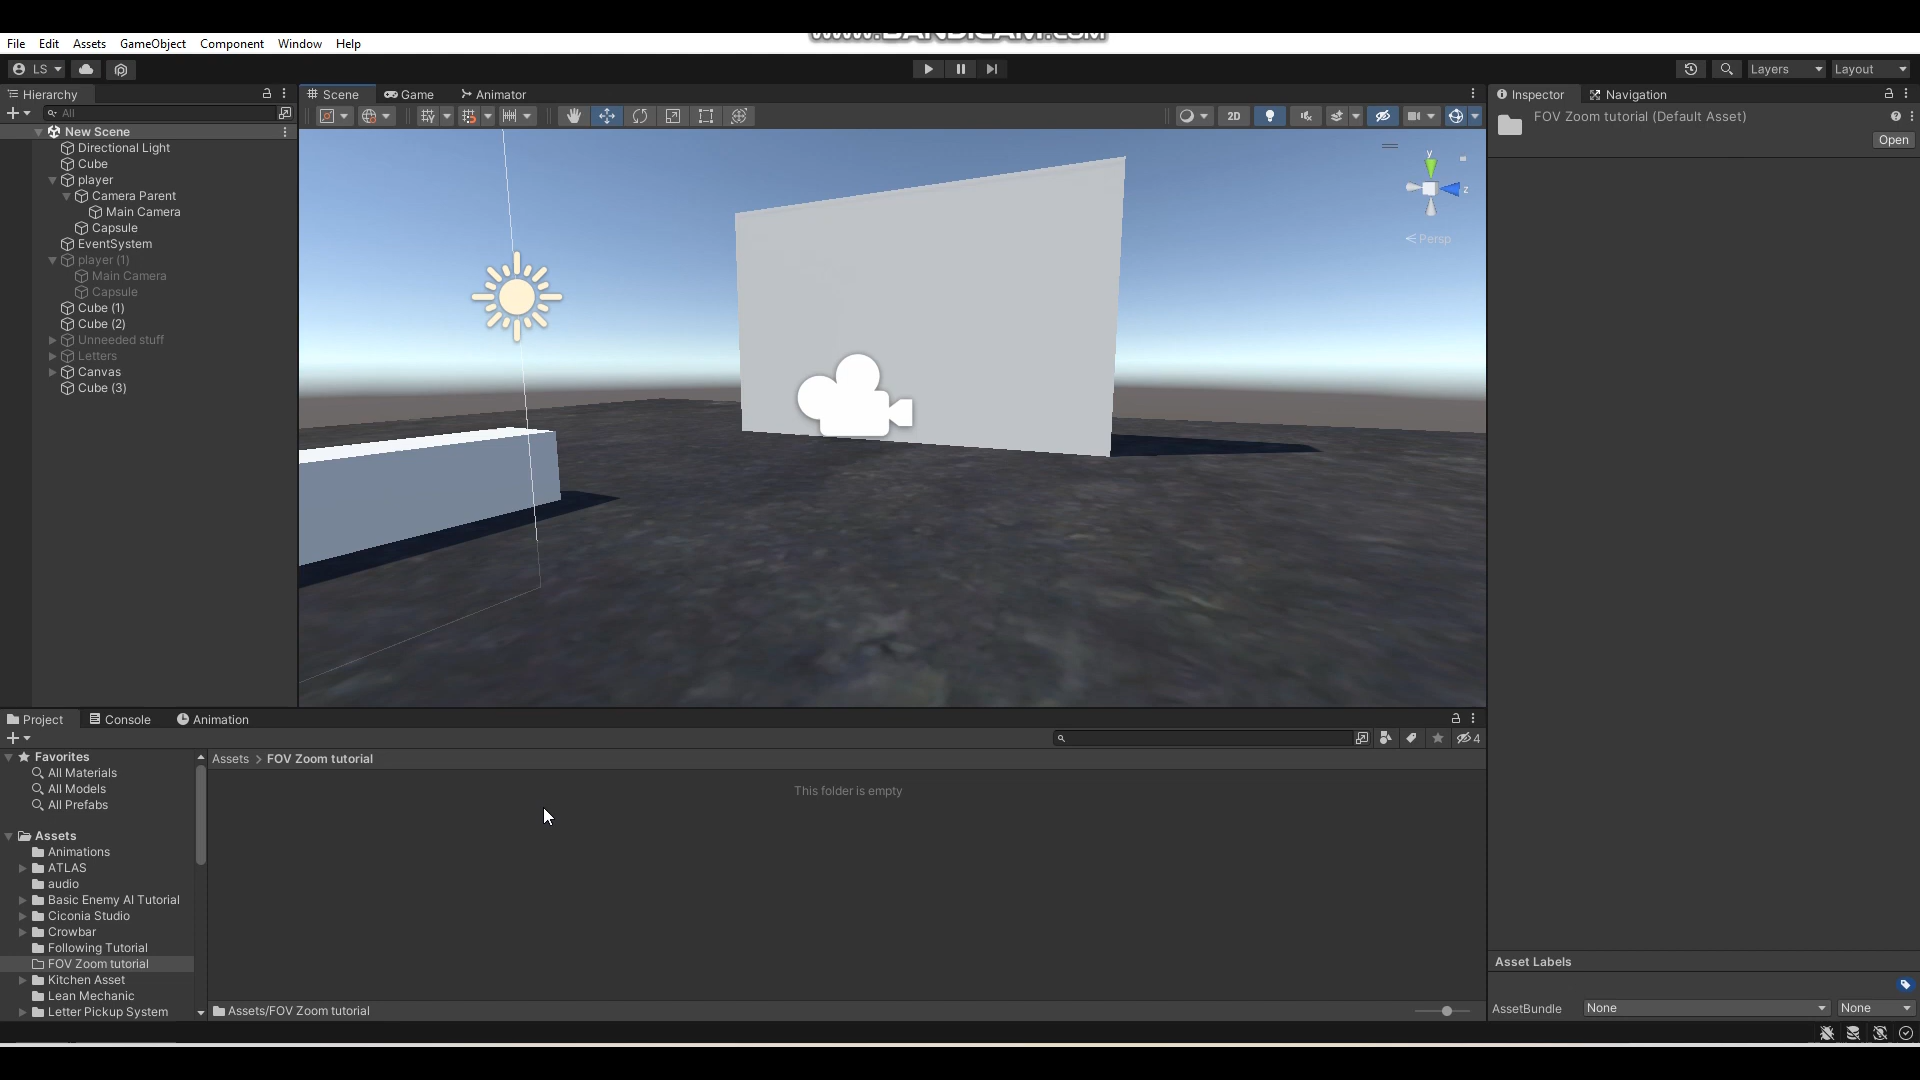 www.BANDICAM.com
File Edit Assets GameObject Component Window Help
LS
Layers Layout
Hierarchy
All
New Scene
Directional Light
Cube
player
Camera Parent
Main Camera
Capsule
EventSystem
player (1)
Main Camera
Capsule
Cube (1)
Cube (2)
Unneeded stuff
Letters
Canvas
Cube (3)
Scene Game Animator
2D
y
z
Persp
Inspector Navigation
FOV Zoom tutorial (Default Asset)
Open
Project Console Animation
4
Favorites
All Materials
All Models
All Prefabs
Assets
Animations
ATLAS
audio
Basic Enemy AI Tutorial
Ciconia Studio
Crowbar
Following Tutorial
FOV Zoom tutorial
Kitchen Asset
Lean Mechanic
Letter Pickup System
Assets > FOV Zoom tutorial
This folder is empty
Assets/FOV Zoom tutorial
Asset Labels
AssetBundle None None